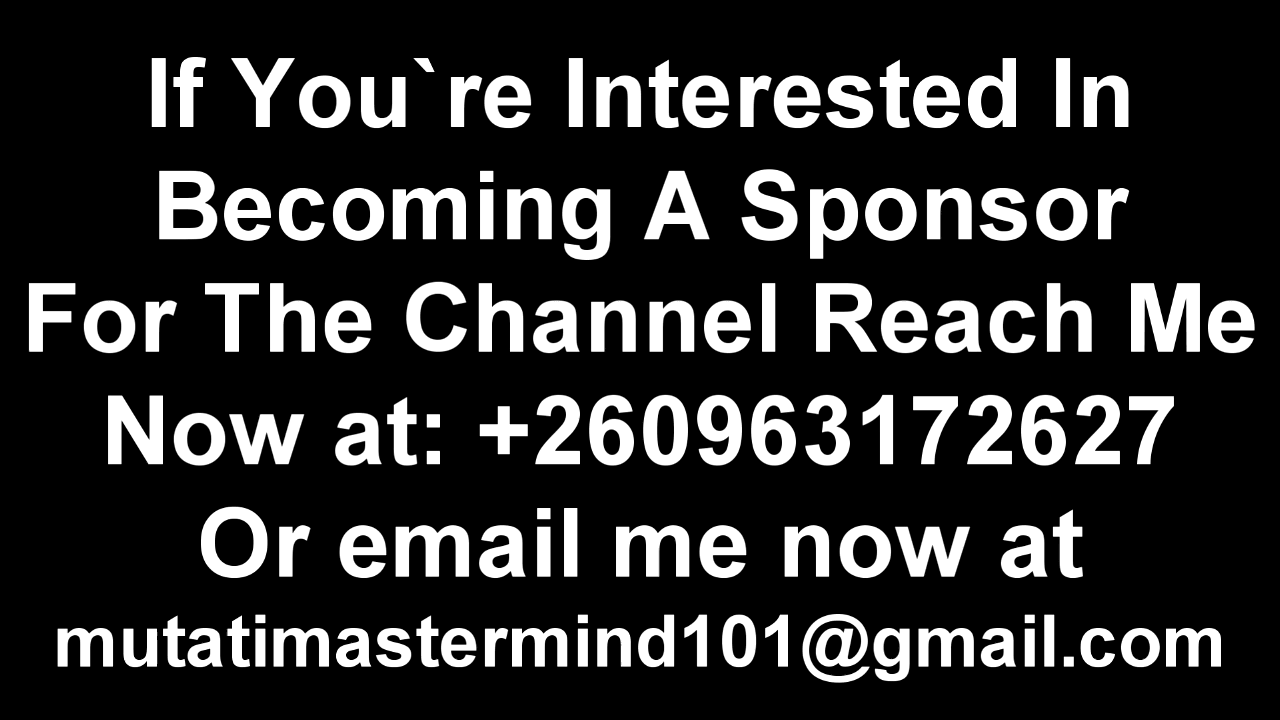 If You`re Interested In
Becoming A Sponsor
For The Channel Reach Me
Now at: +260963172627
Or email me now at
mutatimastermind101@gmail.com